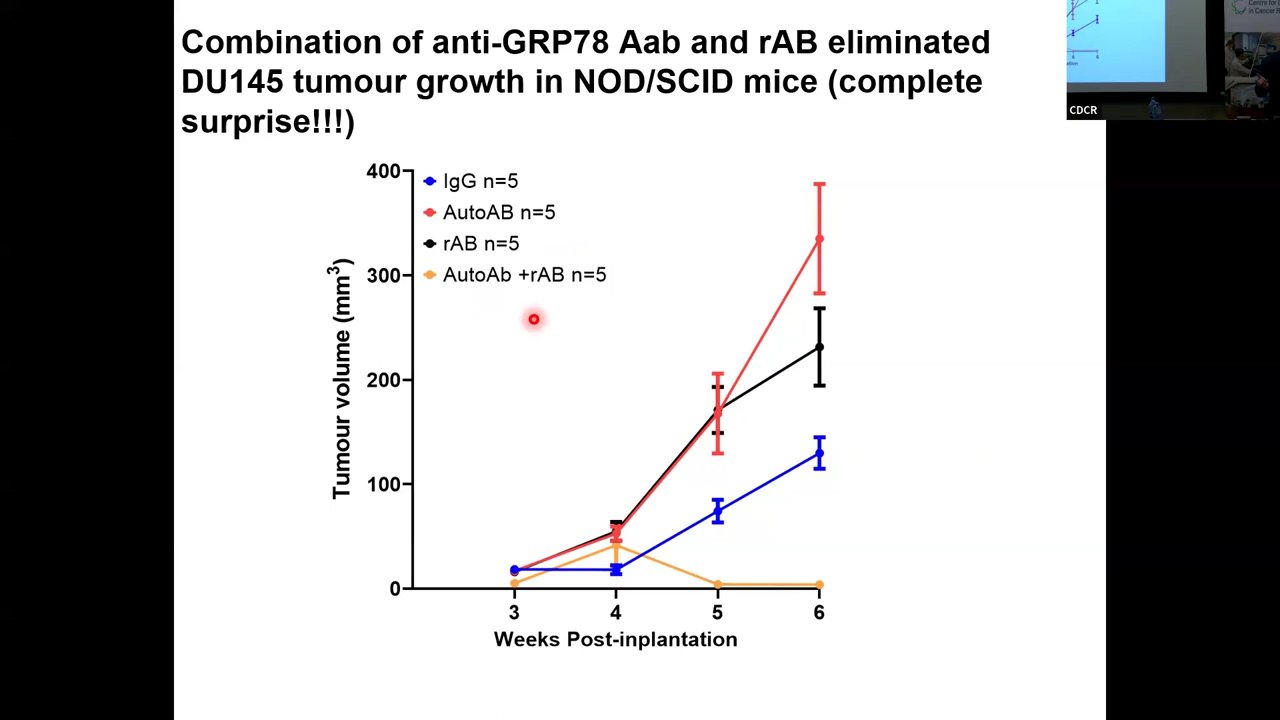 Combination of anti-GRP78 Aab and rAB eliminated
DU145 tumour growth in NOD/SCID mice (complete
surprise!!!)
CDCR
400
300
200
100
0
IgG n=5
AutoAB n=5
rAB n=5
AutoAb +rAB n=5
Tumour volume (mm³)
3 4 5 6
Weeks Post-inplantation